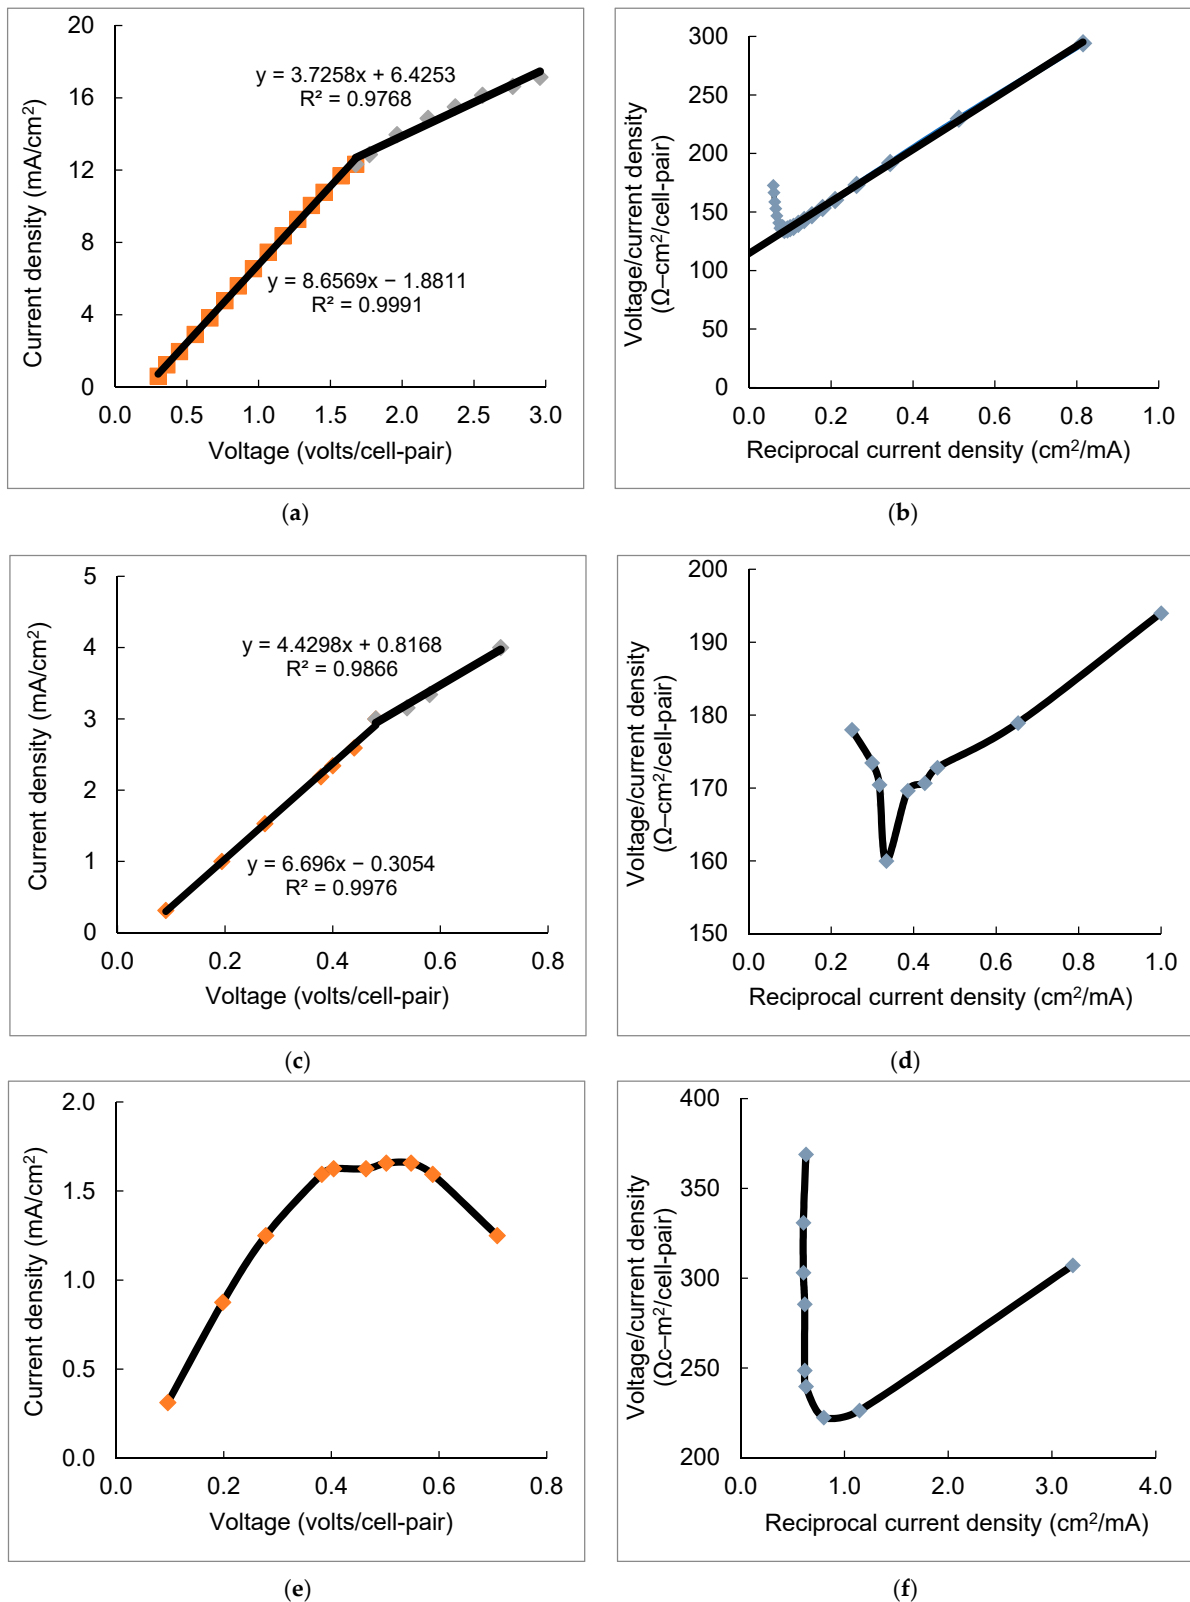 Current density (mA/cm²)
20
16
12
8
4
0
y = 3.7258x + 6.4253
R² = 0.9768
y = 8.6569x − 1.8811
R² = 0.9991
0.0 0.5 1.0 1.5 2.0 2.5 3.0
Voltage (volts/cell-pair)
(a)
Voltage/current density
(Ω–cm²/cell-pair)
300
250
200
150
100
50
0
0.0 0.2 0.4 0.6 0.8 1.0
Reciprocal current density (cm²/mA)
(b)
Current density (mA/cm²)
5
4
3
2
1
0
y = 4.4298x + 0.8168
R² = 0.9866
y = 6.696x − 0.3054
R² = 0.9976
0.0 0.2 0.4 0.6 0.8
Voltage (volts/cell-pair)
(c)
Voltage/current density
(Ω–cm²/cell-pair)
200
190
180
170
160
150
0.0 0.2 0.4 0.6 0.8 1.0
Reciprocal current density (cm²/mA)
(d)
Current density (mA/cm²)
2.0
1.5
1.0
0.5
0.0
0.0 0.2 0.4 0.6 0.8
Voltage (volts/cell-pair)
(e)
Voltage/current density
(Ωc–m²/cell-pair)
400
350
300
250
200
0.0 1.0 2.0 3.0 4.0
Reciprocal current density (cm²/mA)
(f)